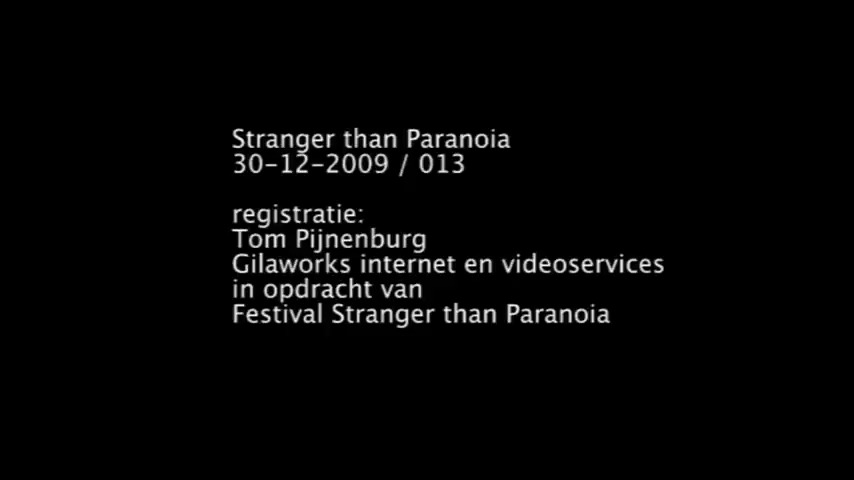 Stranger than Paranoia
30-12-2009 / 013
registratie:
Tom Pijnenburg
Gilaworks internet en videoservices
in opdracht van
Festival Stranger than Paranoia